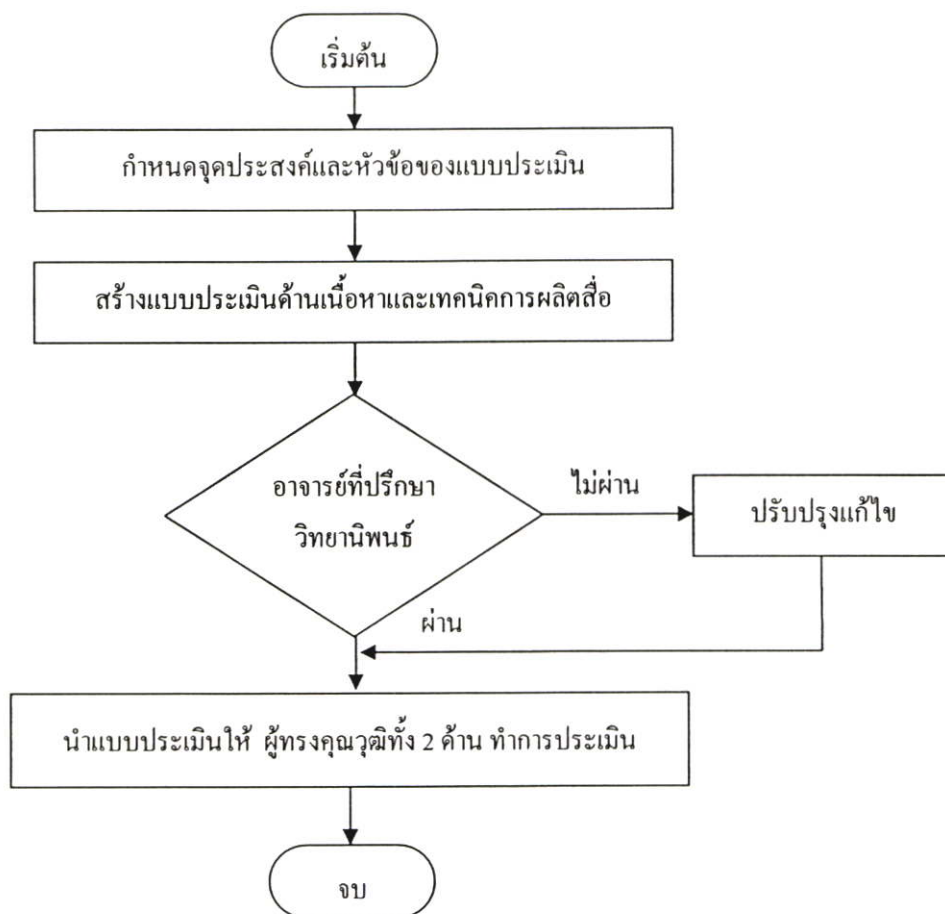 เริ่มต้น
กำหนดจุดประสงค์และหัวข้อของแบบประเมิน
สร้างแบบประเมินด้านเนื้อหาและเทคนิคการผลิตสื่อ
อาจารย์ที่ปรึกษา
วิทยานิพนธ์
ไม่ผ่าน
ปรับปรุงแก้ไข
ผ่าน
นำแบบประเมินให้ ผู้ทรงคุณวุฒิทั้ง 2 ด้าน ทำการประเมิน
จบ